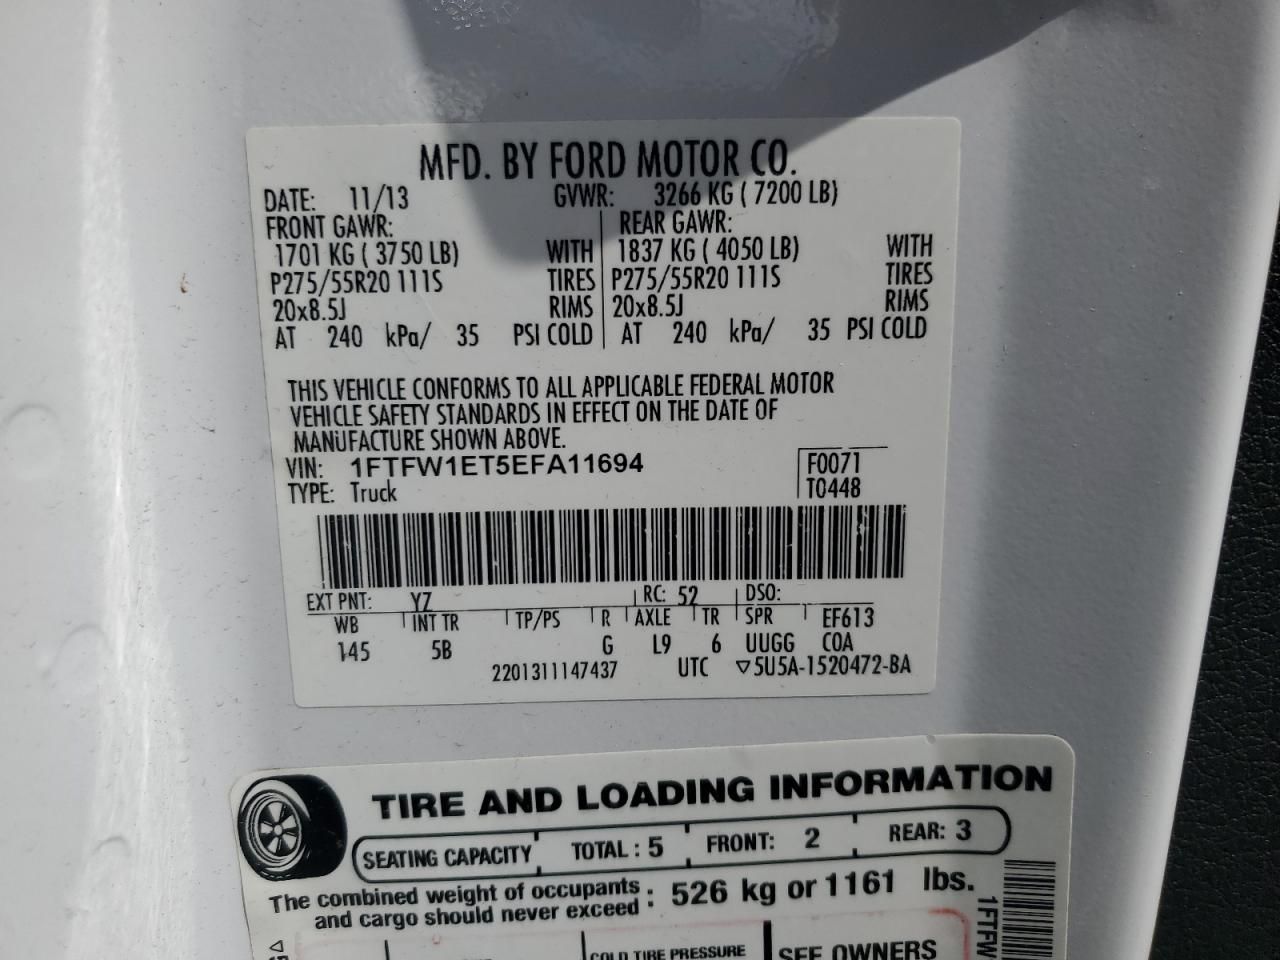 MFD. BY FORD MOTOR CO.
DATE: 11/13 GVWR: 3266 KG ( 7200 LB)
FRONT GAWR: REAR GAWR:
1701 KG ( 3750 LB) WITH 1837 KG ( 4050 LB) WITH
P275/55R20 111S TIRES P275/55R20 111S TIRES
20x8.5J RIMS 20x8.5J RIMS
AT 240 kPa/ 35 PSI COLD AT 240 kPa/ 35 PSI COLD
THIS VEHICLE CONFORMS TO ALL APPLICABLE FEDERAL MOTOR
VEHICLE SAFETY STANDARDS IN EFFECT ON THE DATE OF
MANUFACTURE SHOWN ABOVE.
VIN: 1FTFW1ET5EFA11694 F0071
TYPE: Truck T0448
EXT PNT: YZ RC: 52 DSO:
WB INT TR TP/PS R AXLE TR SPR EF613
145 5B G L9 6 UUGG COA
2201311147437 UTC ▽5U5A-1520472-BA
TIRE AND LOADING INFORMATION
SEATING CAPACITY TOTAL : 5 FRONT: 2 REAR: 3
The combined weight of occupants
and cargo should never exceed : 526 kg or 1161 lbs.
COLD TIRE PRESSURE SEE OWNERS
1FTFW